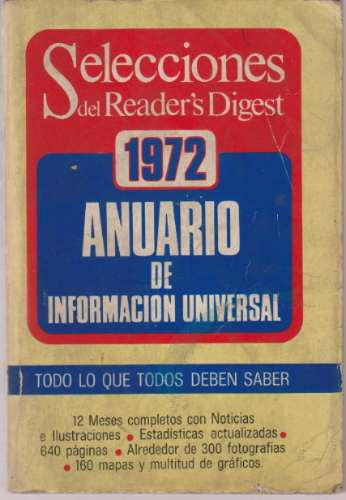 Selecciones
del Reader's Digest
1972
ANUARIO
DE
INFORMACION UNIVERSAL
TODO LO QUE TODOS DEBEN SABER
12 Meses completos con Noticias
e Ilustraciones • Estadísticas actualizadas •
640 páginas • Alrededor de 300 fotografías
• 160 mapas y multitud de gráficos.